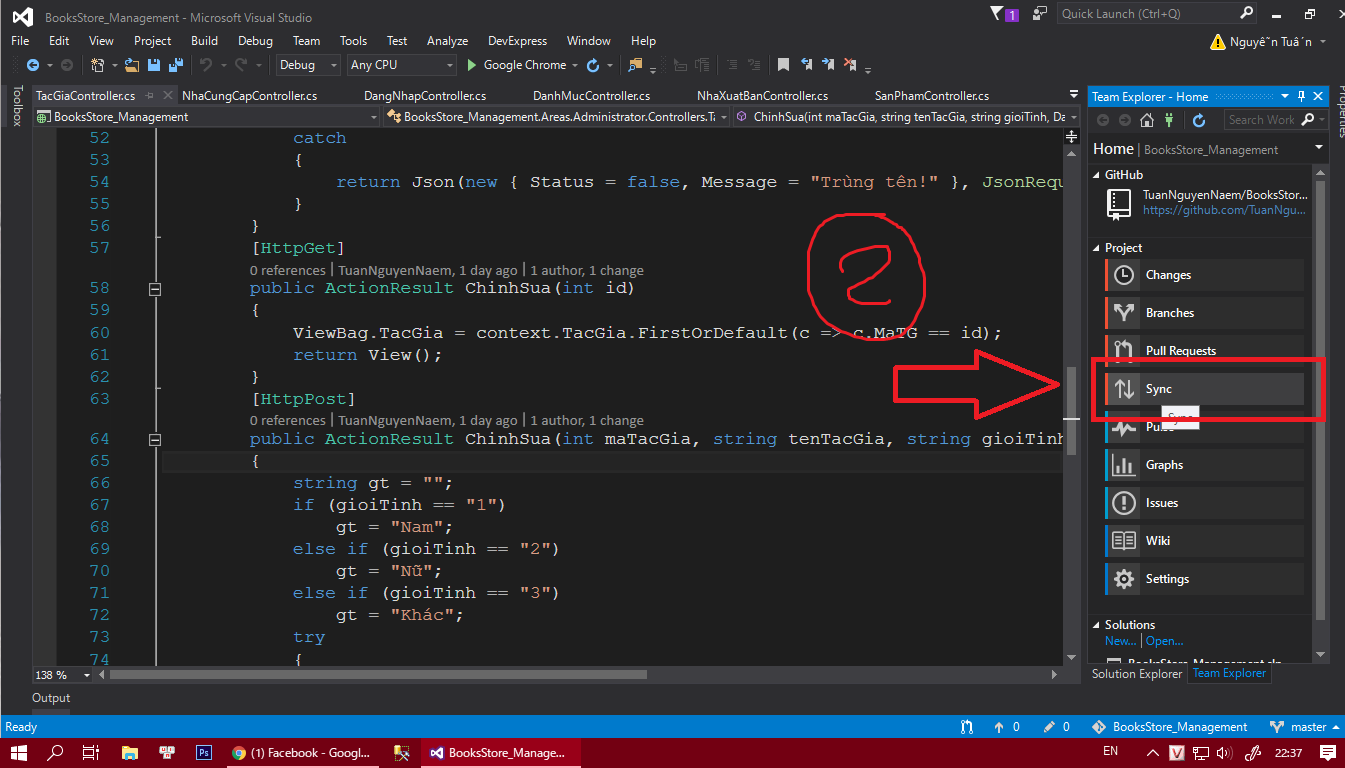 BooksStore_Management - Microsoft Visual Studio
1
Quick Launch (Ctrl+Q)
File Edit View Project Build Debug Team Tools Test Analyze DevExpress Window Help
Nguyê˜n Tuâ´n
Debug Any CPU Google Chrome
Toolbox
TacGiaController.cs NhaCungCapController.cs DangNhapController.cs DanhMucController.cs NhaXuatBanController.cs SanPhamController.cs
BooksStore_Management BooksStore_Management.Areas.Administrator.Controllers.Ta ChinhSua(int maTacGia, string tenTacGia, string gioiTinh, Da
52 catch
53 {
54 return Json(new { Status = false, Message = "Trùng tên!" }, JsonRequ
55 }
56 }
57 [HttpGet]
0 references | TuanNguyenNaem, 1 day ago | 1 author, 1 change
58 public ActionResult ChinhSua(int id)
59 {
60 ViewBag.TacGia = context.TacGia.FirstOrDefault(c => c.MaTG == id);
61 return View();
62 }
63 [HttpPost]
0 references | TuanNguyenNaem, 1 day ago | 1 author, 1 change
64 public ActionResult ChinhSua(int maTacGia, string tenTacGia, string gioiTinh
65 {
66 string gt = "";
67 if (gioiTinh == "1")
68 gt = "Nam";
69 else if (gioiTinh == "2")
70 gt = "Nữ";
71 else if (gioiTinh == "3")
72 gt = "Khác";
73 try
74 {
2
138 %
Output
Team Explorer - Home
Search Work
Home | BooksStore_Management
GitHub
TuanNguyenNaem/BooksStor...
https://github.com/TuanNgu...
Project
Changes
Branches
Pull Requests
Sync
Sync
Pulse
Graphs
Issues
Wiki
Settings
Solutions
New... | Open...
BooksStore_Management.sln
Solution Explorer Team Explorer
Properties
Ready 0 0 BooksStore_Management master
Ps (1) Facebook - Googl... BooksStore_Manage... EN V 22:37